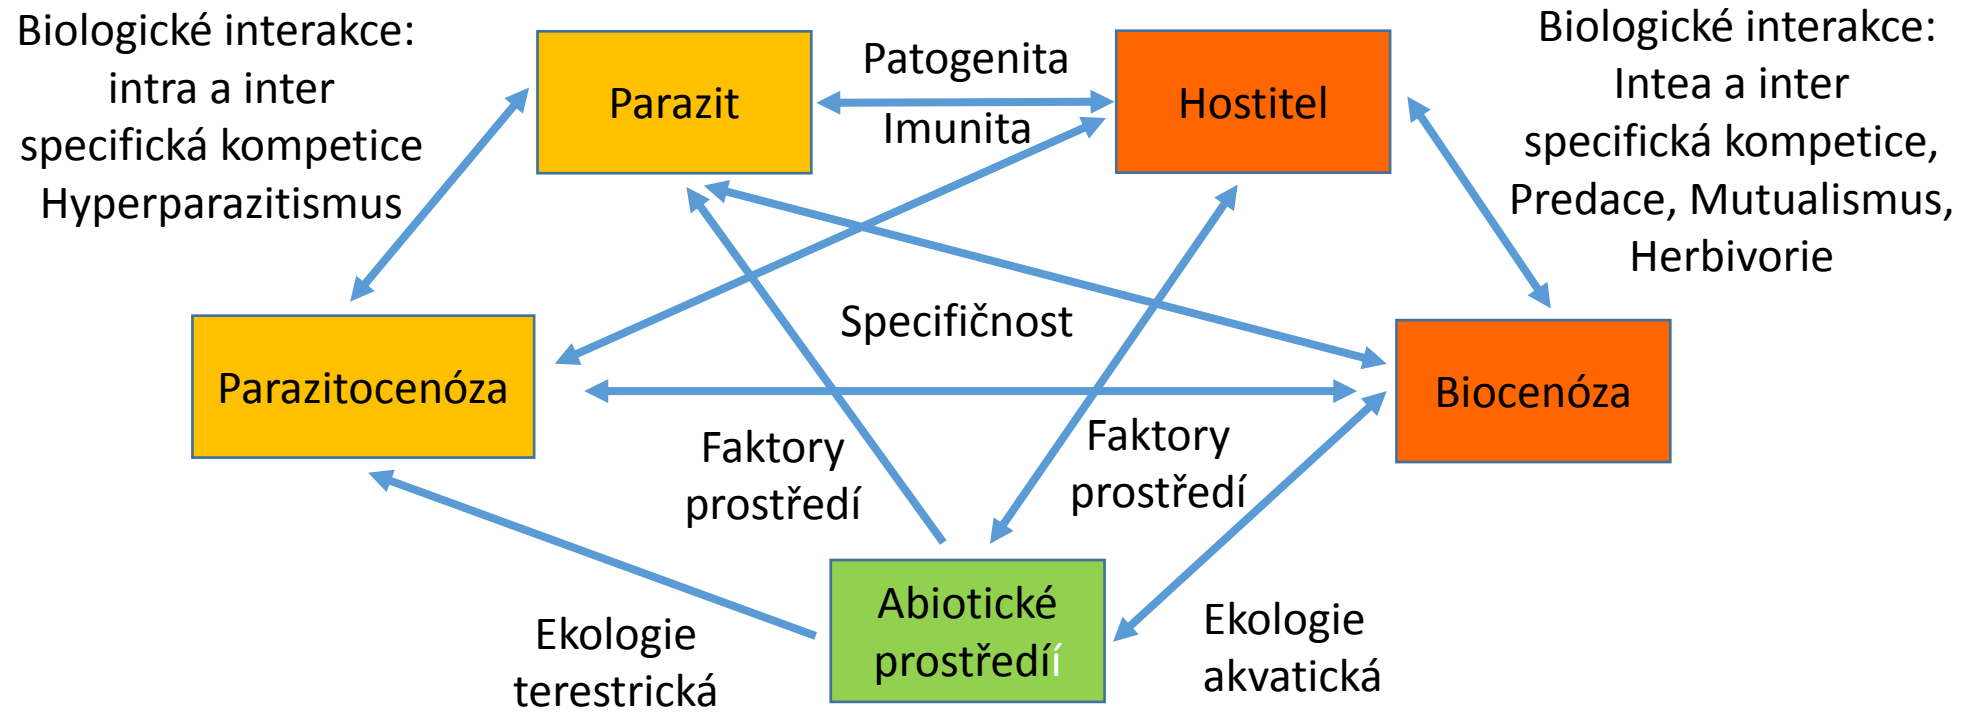 Biologické interakce:
intra a inter
specifická kompetice
Hyperparazitismus
Parazit
Patogenita
Imunita
Hostitel
Biologické interakce:
Intea a inter
specifická kompetice,
Predace, Mutualismus,
Herbivorie
Parazitocenóza
Specifičnost
Biocenóza
Faktory
prostředí
Faktory
prostředí
Abiotické
prostředíí
Ekologie
terestrická
Ekologie
akvatická